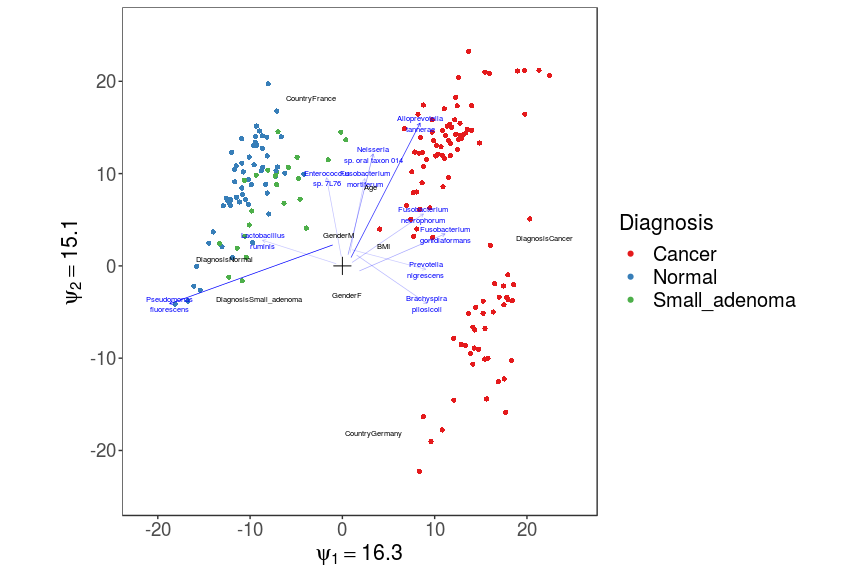 20
10
0
-10
-20
-20
-10
0
10
20
ψ2 = 15.1
ψ1 = 16.3
CountryFrance
Alloprevotella
tannerae
Neisseria
sp. oral taxon 014
Enterococcus
sp. 7L76
Fusobacterium
mortiferum
Age
Fusobacterium
necrophorum
Fusobacterium
gonidiaformans
Lactobacillus
ruminis
GenderM
BMI
DiagnosisCancer
DiagnosisNormal
Prevotella
nigrescens
Pseudomonas
fluorescens
DiagnosisSmall_adenoma
GenderF
Brachyspira
pilosicoli
CountryGermany
Diagnosis
Cancer
Normal
Small_adenoma